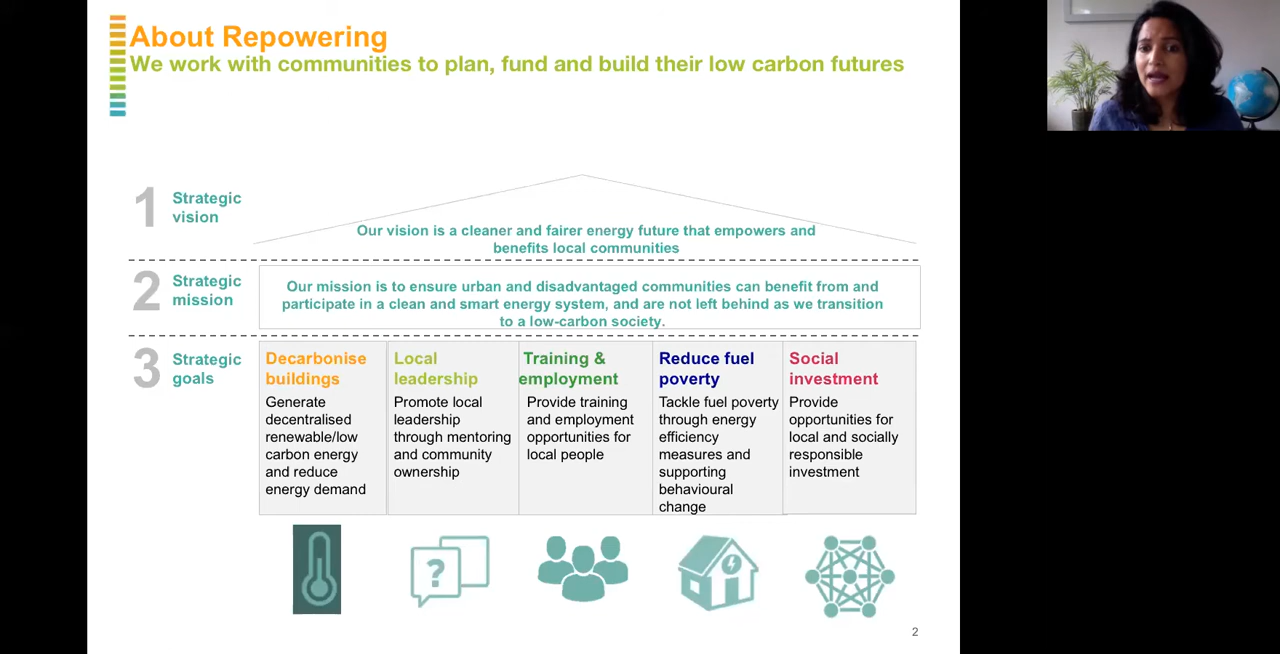 About Repowering
We work with communities to plan, fund and build their low carbon futures
1
Strategic
vision
Our vision is a cleaner and fairer energy future that empowers and
benefits local communities
2
Strategic
mission
Our mission is to ensure urban and disadvantaged communities can benefit from and
participate in a clean and smart energy system, and are not left behind as we transition
to a low-carbon society.
3
Strategic
goals
Decarbonise
buildings
Generate
decentralised
renewable/low
carbon energy
and reduce
energy demand
Local
leadership
Promote local
leadership
through mentoring
and community
ownership
Training &
employment
Provide training
and employment
opportunities for
local people
Reduce fuel
poverty
Tackle fuel poverty
through energy
efficiency
measures and
supporting
behavioural
change
Social
investment
Provide
opportunities for
local and socially
responsible
investment
?
2